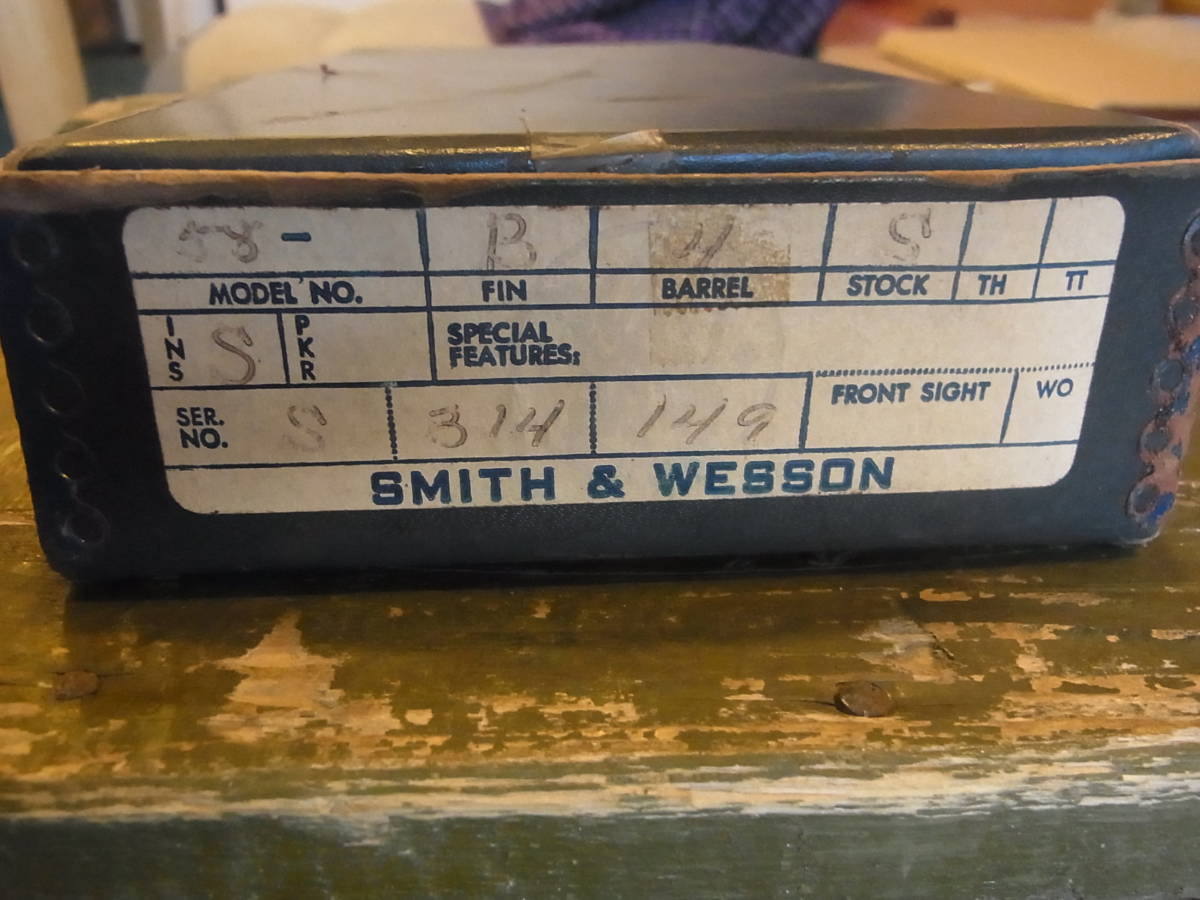 58 - B 4 S
MODEL NO. FIN BARREL STOCK TH TT
INS S PKR SPECIAL FEATURES:
FRONT SIGHT WO
SER. NO. S 314 149
SMITH & WESSON